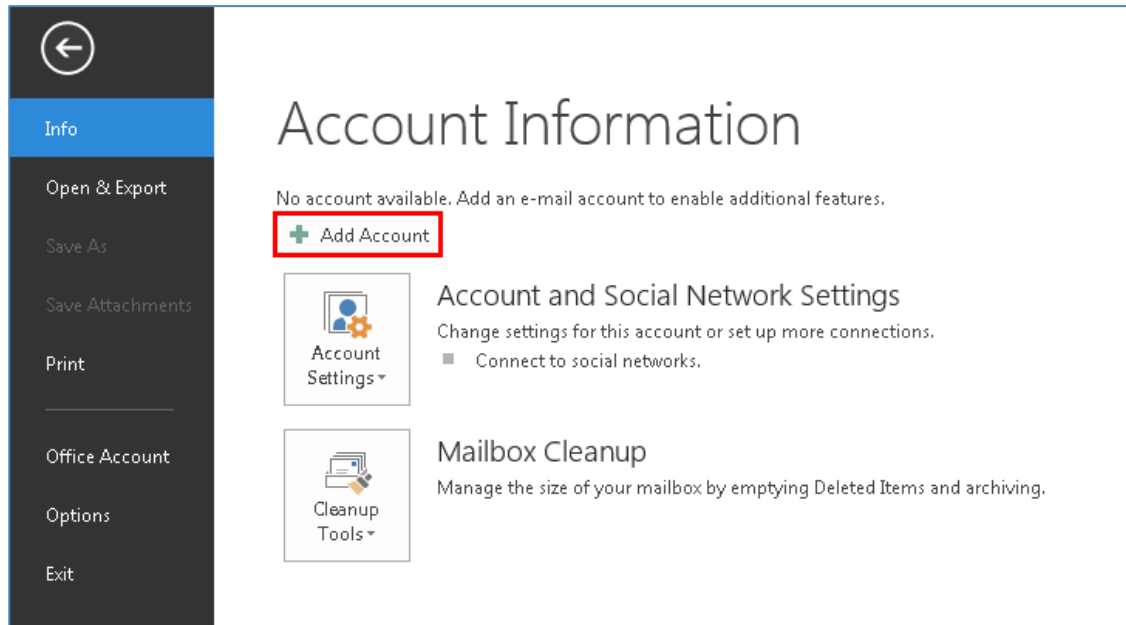 Info
Open & Export
Save As
Save Attachments
Print
Office Account
Options
Exit
Account Information
No account available. Add an e-mail account to enable additional features.
Add Account
Account
Settings
Account and Social Network Settings
Change settings for this account or set up more connections.
Connect to social networks.
Cleanup
Tools
Mailbox Cleanup
Manage the size of your mailbox by emptying Deleted Items and archiving.